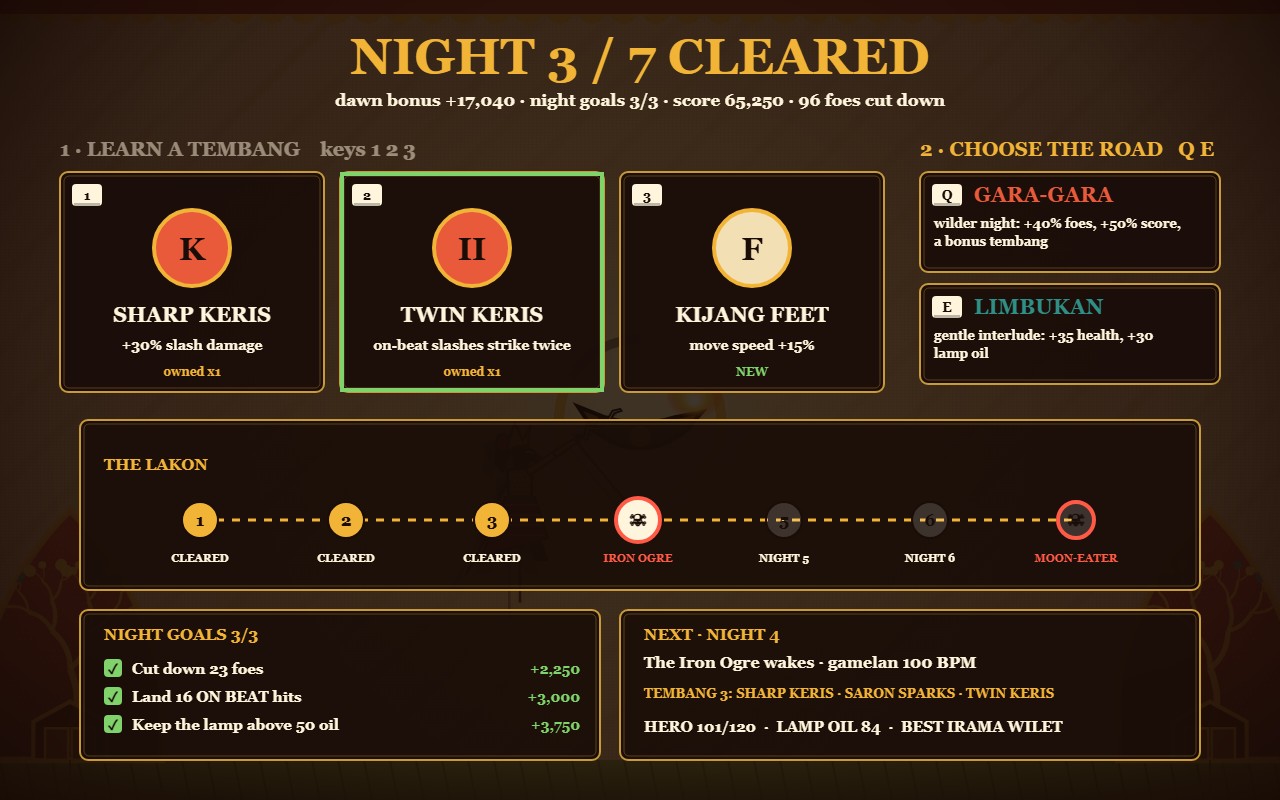 NIGHT 3 / 7 CLEARED
dawn bonus +17,040 · night goals 3/3 · score 65,250 · 96 foes cut down
1 · LEARN A TEMBANG keys 1 2 3
1
K
SHARP KERIS
+30% slash damage
owned x1
2
II
TWIN KERIS
on-beat slashes strike twice
owned x1
3
F
KIJANG FEET
move speed +15%
NEW
2 · CHOOSE THE ROAD Q E
Q GARA-GARA
wilder night: +40% foes, +50% score,
a bonus tembang
E LIMBUKAN
gentle interlude: +35 health, +30
lamp oil
THE LAKON
1 2 3 5 6
CLEARED CLEARED CLEARED IRON OGRE NIGHT 5 NIGHT 6 MOON-EATER
NIGHT GOALS 3/3
Cut down 23 foes +2,250
Land 16 ON BEAT hits +3,000
Keep the lamp above 50 oil +3,750
NEXT · NIGHT 4
The Iron Ogre wakes · gamelan 100 BPM
TEMBANG 3: SHARP KERIS · SARON SPARKS · TWIN KERIS
HERO 101/120 · LAMP OIL 84 · BEST IRAMA WILET